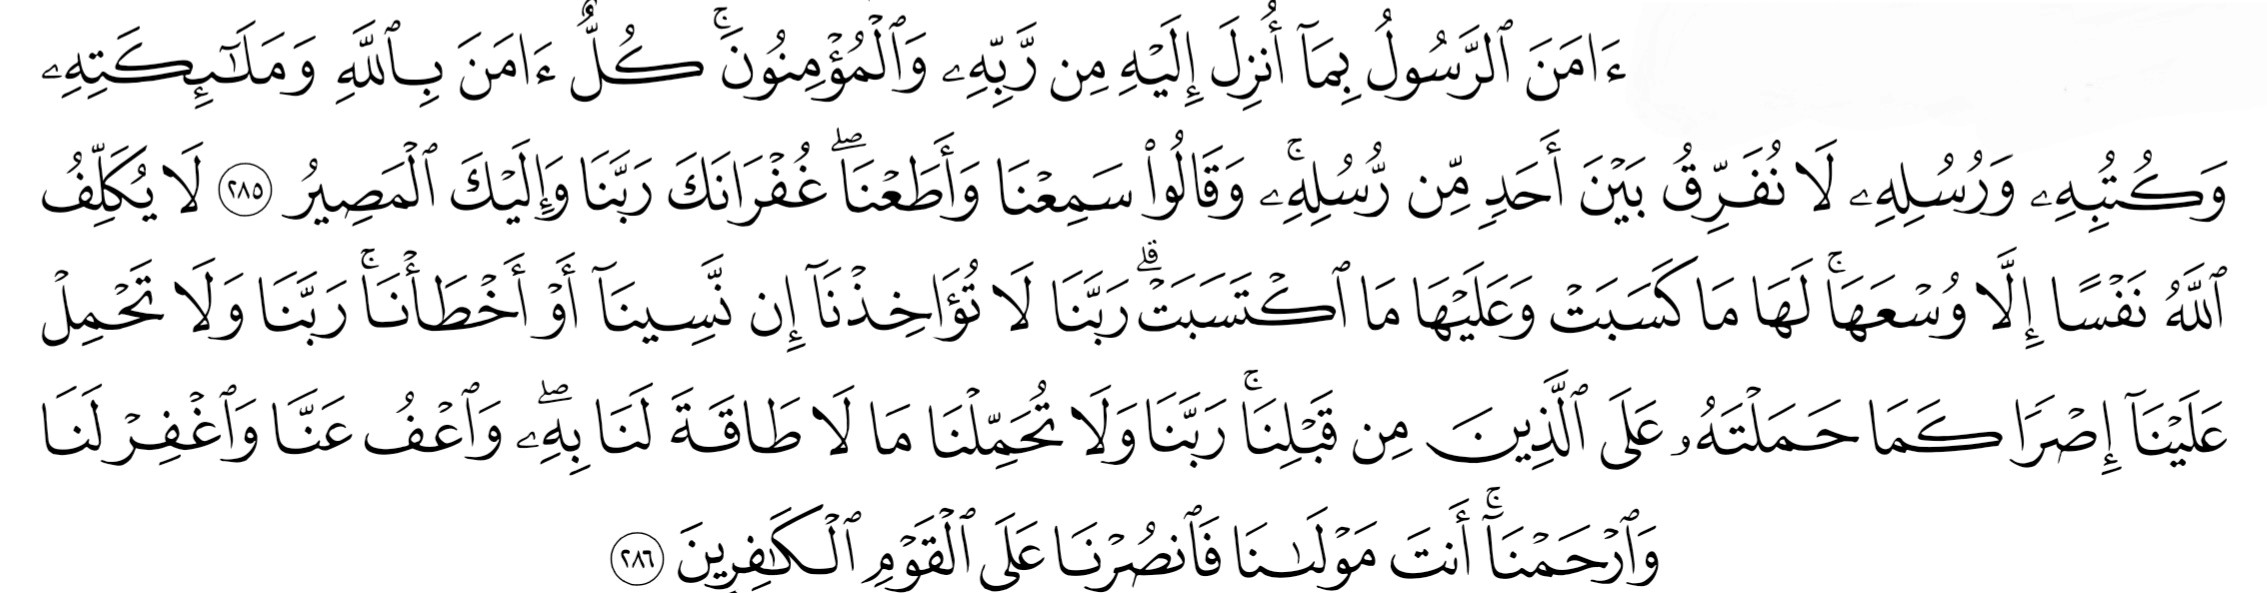 ءَامَنَ ٱلرَّسُولُ بِمَآ أُنزِلَ إِلَيْهِ مِن رَّبِّهِۦ وَٱلْمُؤْمِنُونَۚ كُلٌّ ءَامَنَ بِٱللَّهِ وَمَلَـٰٓئِكَتِهِۦ
وَكُتُبِهِۦ وَرُسُلِهِۦ لَا نُفَرِّقُ بَيْنَ أَحَدٍ مِّن رُّسُلِهِۦۚ وَقَالُوا۟ سَمِعْنَا وَأَطَعْنَاۖ غُفْرَانَكَ رَبَّنَا وَإِلَيْكَ ٱلْمَصِيرُ ٢٨٥ لَا يُكَلِّفُ
ٱللَّهُ نَفْسًا إِلَّا وُسْعَهَاۚ لَهَا مَا كَسَبَتْ وَعَلَيْهَا مَا ٱكْتَسَبَتْۗ رَبَّنَا لَا تُؤَاخِذْنَآ إِن نَّسِينَآ أَوْ أَخْطَأْنَاۚ رَبَّنَا وَلَا تَحْمِلْ
عَلَيْنَآ إِصْرًا كَمَا حَمَلْتَهُۥ عَلَى ٱلَّذِينَ مِن قَبْلِنَاۚ رَبَّنَا وَلَا تُحَمِّلْنَا مَا لَا طَاقَةَ لَنَا بِهِۦۖ وَٱعْفُ عَنَّا وَٱغْفِرْ لَنَا
وَٱرْحَمْنَآۚ أَنتَ مَوْلَىٰنَا فَٱنصُرْنَا عَلَى ٱلْقَوْمِ ٱلْكَـٰفِرِينَ ٢٨٦